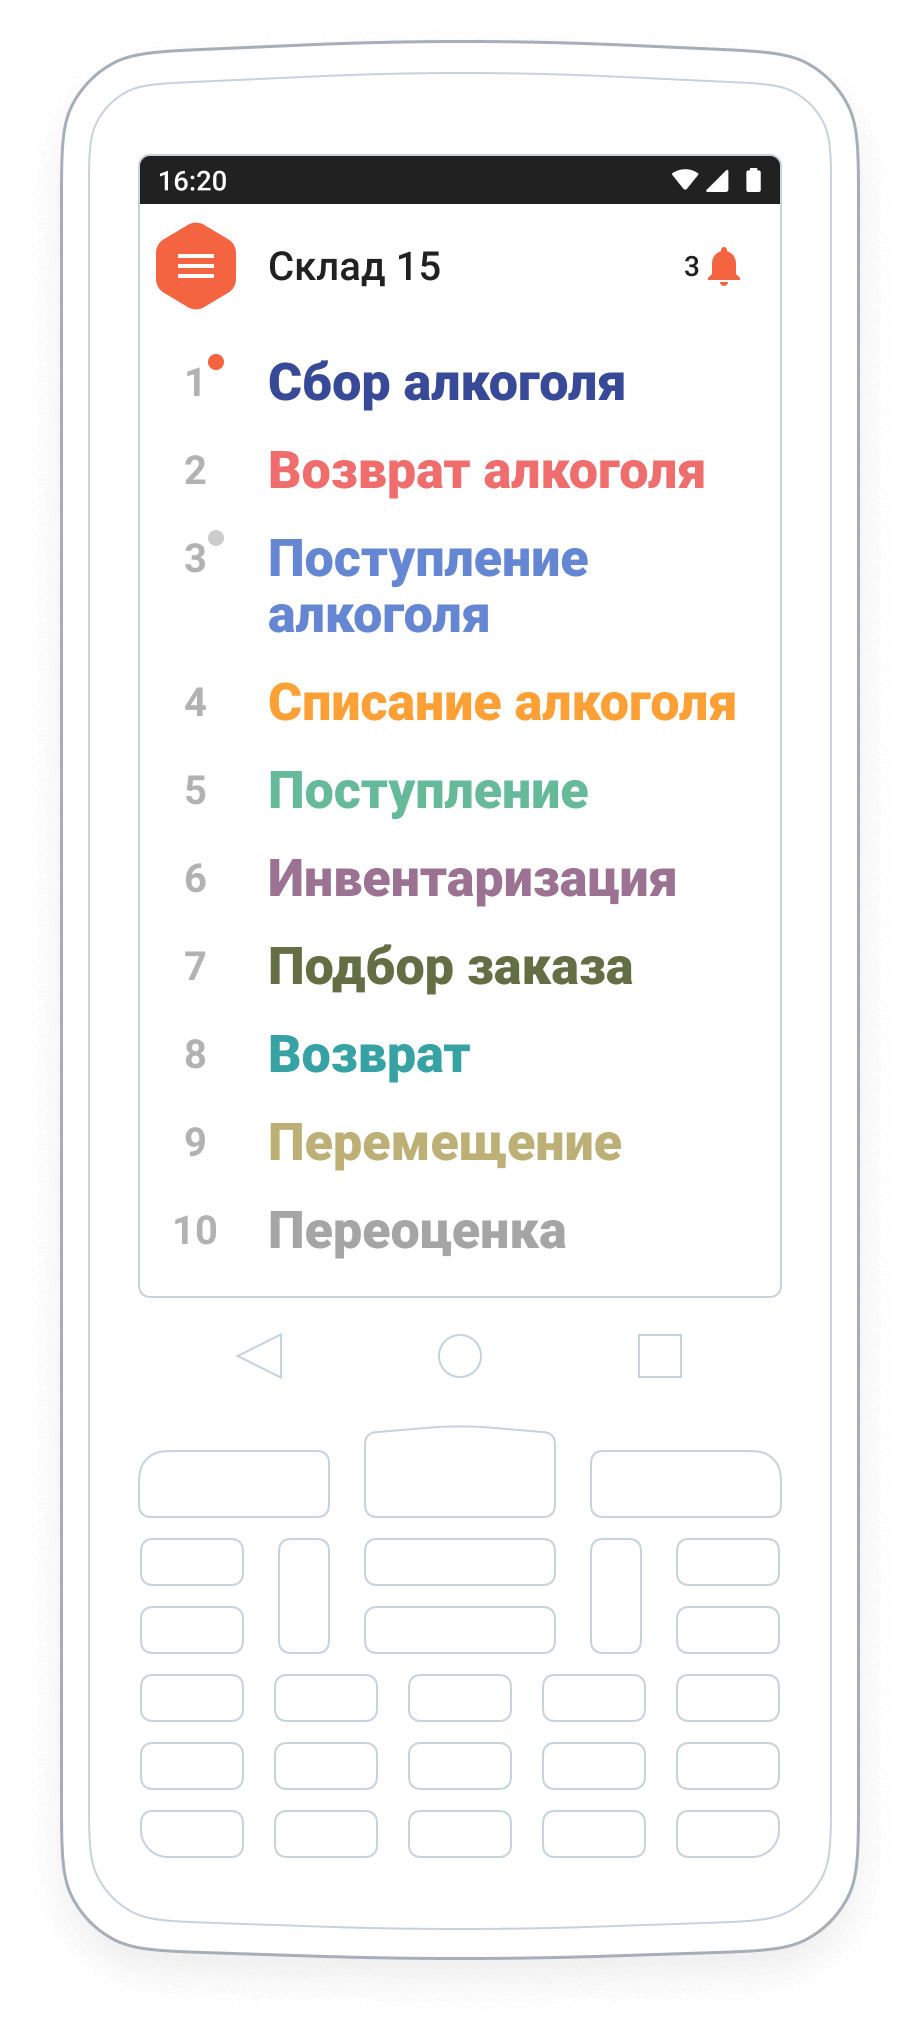 16:20
Склад 15 3
1 Сбор алкоголя
2 Возврат алкоголя
3 Поступление
алкоголя
4 Списание алкоголя
5 Поступление
6 Инвентаризация
7 Подбор заказа
8 Возврат
9 Перемещение
10 Переоценка